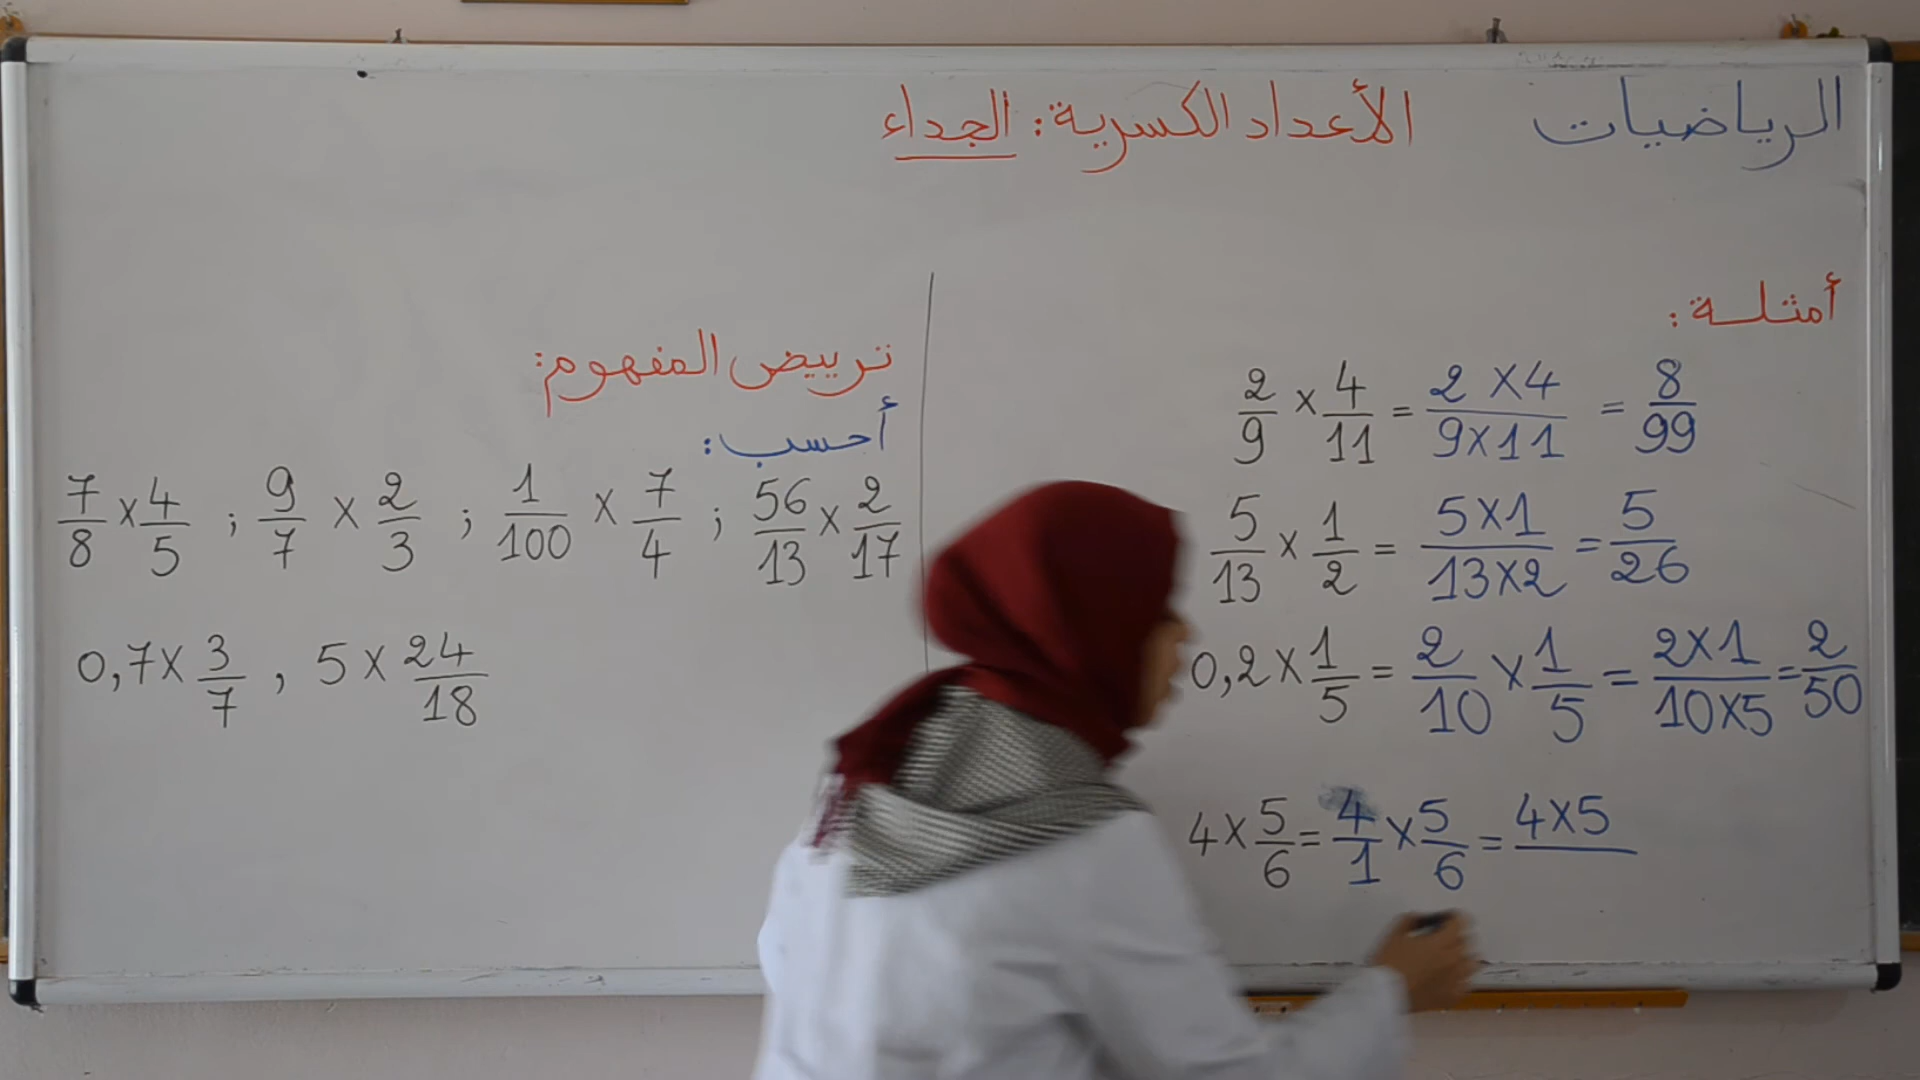 الرياضيات
الأعداد الكسرية: الجداء
أمثلة:
2/9 × 4/11 = 2×4/9×11 = 8/99
5/13 × 1/2 = 5×1/13×2 = 5/26
0,2 × 1/5 = 2/10 × 1/5 = 2×1/10×5 = 2/50
4 × 5/6 = 4/1 × 5/6 = 4×5/
ترييض المفهوم:
أحسب:
7/8 × 4/5 ; 9/7 × 2/3 ; 1/100 × 7/4 ; 56/13 × 2/17
0,7 × 3/7 , 5 × 24/18